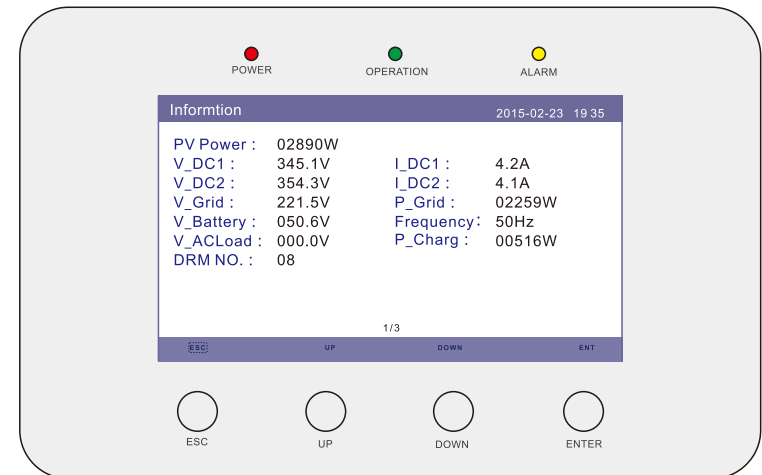 POWER OPERATION ALARM
Informtion 2015-02-23 19 35
PV Power : 02890W
V_DC1 : 345.1V I_DC1 : 4.2A
V_DC2 : 354.3V I_DC2 : 4.1A
V_Grid : 221.5V P_Grid : 02259W
V_Battery : 050.6V Frequency: 50Hz
V_ACLoad : 000.0V P_Charg : 00516W
DRM NO. : 08
1/3
ESC UP DOWN ENT
ESC UP DOWN ENTER